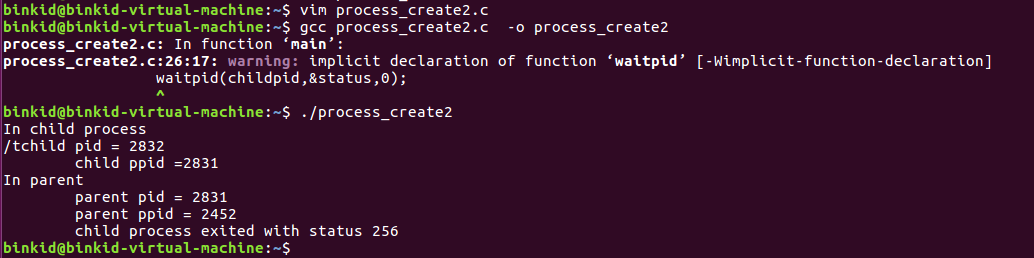 binkid@binkid-virtual-machine:~$ vim process_create2.c
binkid@binkid-virtual-machine:~$ gcc process_create2.c  -o process_create2
process_create2.c: In function ‘main’:
process_create2.c:26:17: warning: implicit declaration of function ‘waitpid’ [-Wimplicit-function-declaration]
                 waitpid(childpid,&status,0);
                 ^
binkid@binkid-virtual-machine:~$ ./process_create2
In child process
/tchild pid = 2832
        child ppid =2831
In parent
        parent pid = 2831
        parent ppid = 2452
        child process exited with status 256
binkid@binkid-virtual-machine:~$